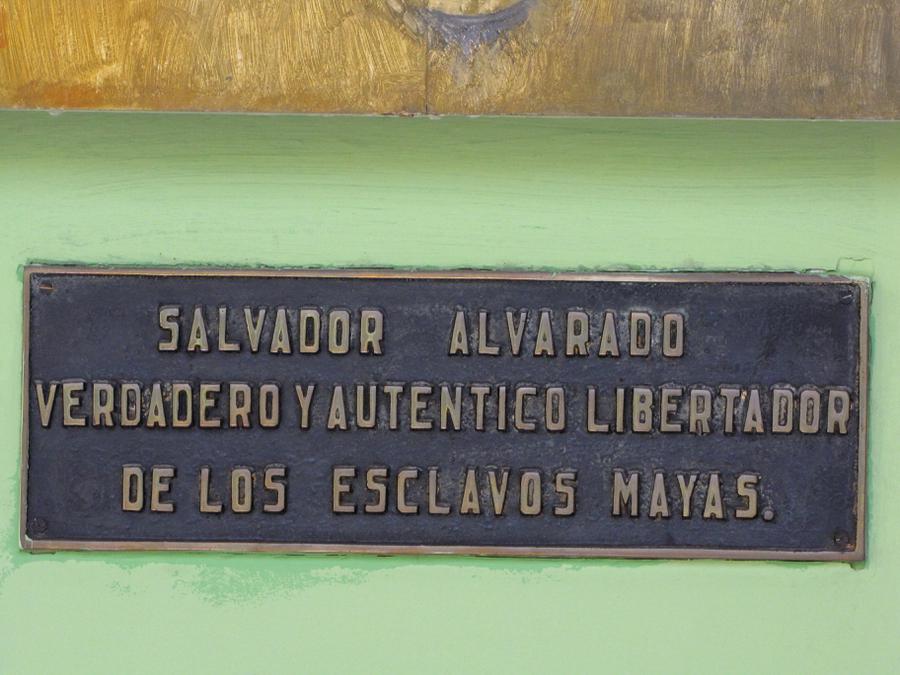 SALVADOR ALVARADO
VERDADERO Y AUTENTICO LIBERTADOR
DE LOS ESCLAVOS MAYAS.